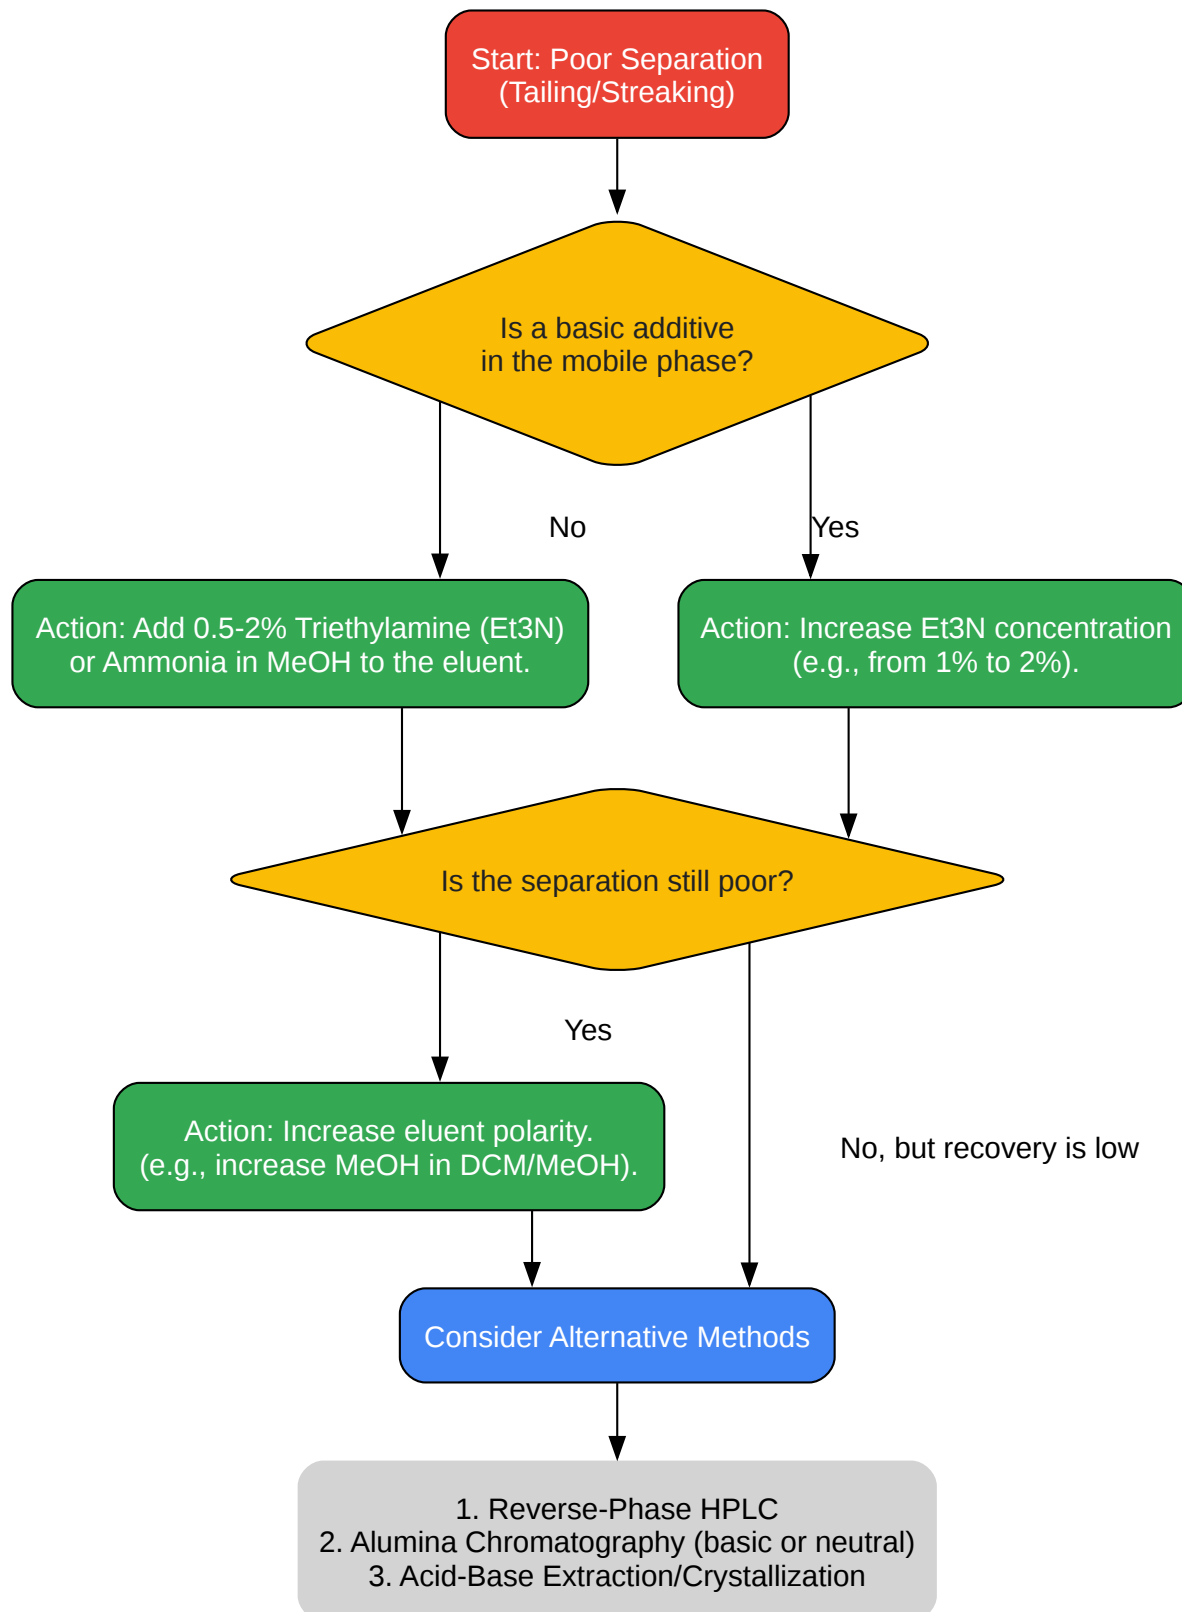 Start: Poor Separation
(Tailing/Streaking)
Is a basic additive
in the mobile phase?
No
Yes
Action: Add 0.5-2% Triethylamine (Et3N)
or Ammonia in MeOH to the eluent.
Action: Increase Et3N concentration
(e.g., from 1% to 2%).
Is the separation still poor?
Yes
Action: Increase eluent polarity.
(e.g., increase MeOH in DCM/MeOH).
No, but recovery is low
Consider Alternative Methods
1. Reverse-Phase HPLC
2. Alumina Chromatography (basic or neutral)
3. Acid-Base Extraction/Crystallization